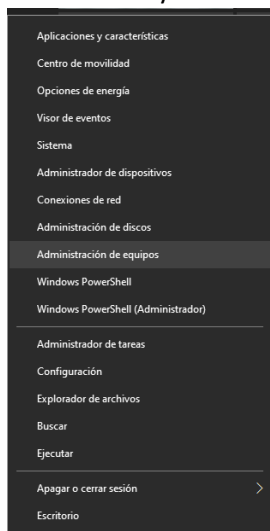 Aplicaciones y características
Centro de movilidad
Opciones de energía
Visor de eventos
Sistema
Administrador de dispositivos
Conexiones de red
Administración de discos
Administración de equipos
Windows PowerShell
Windows PowerShell (Administrador)
Administrador de tareas
Configuración
Explorador de archivos
Buscar
Ejecutar
Apagar o cerrar sesión
Escritorio